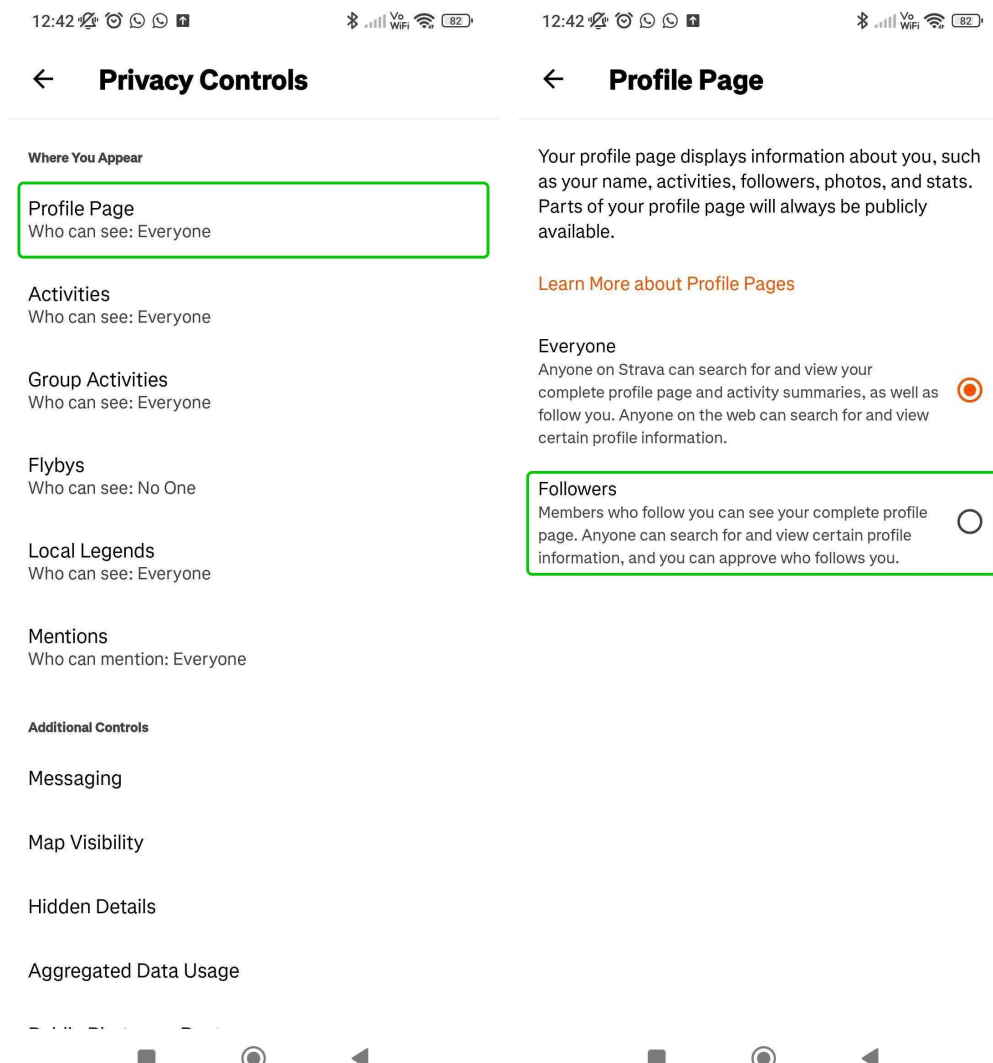 12:42
Vo
WiFi
82
Privacy Controls
Where You Appear
Profile Page
Who can see: Everyone
Activities
Who can see: Everyone
Group Activities
Who can see: Everyone
Flybys
Who can see: No One
Local Legends
Who can see: Everyone
Mentions
Who can mention: Everyone
Additional Controls
Messaging
Map Visibility
Hidden Details
Aggregated Data Usage
12:42
Vo
WiFi
82
Profile Page
Your profile page displays information about you, such
as your name, activities, followers, photos, and stats.
Parts of your profile page will always be publicly
available.
Learn More about Profile Pages
Everyone
Anyone on Strava can search for and view your
complete profile page and activity summaries, as well as
follow you. Anyone on the web can search for and view
certain profile information.
Followers
Members who follow you can see your complete profile
page. Anyone can search for and view certain profile
information, and you can approve who follows you.